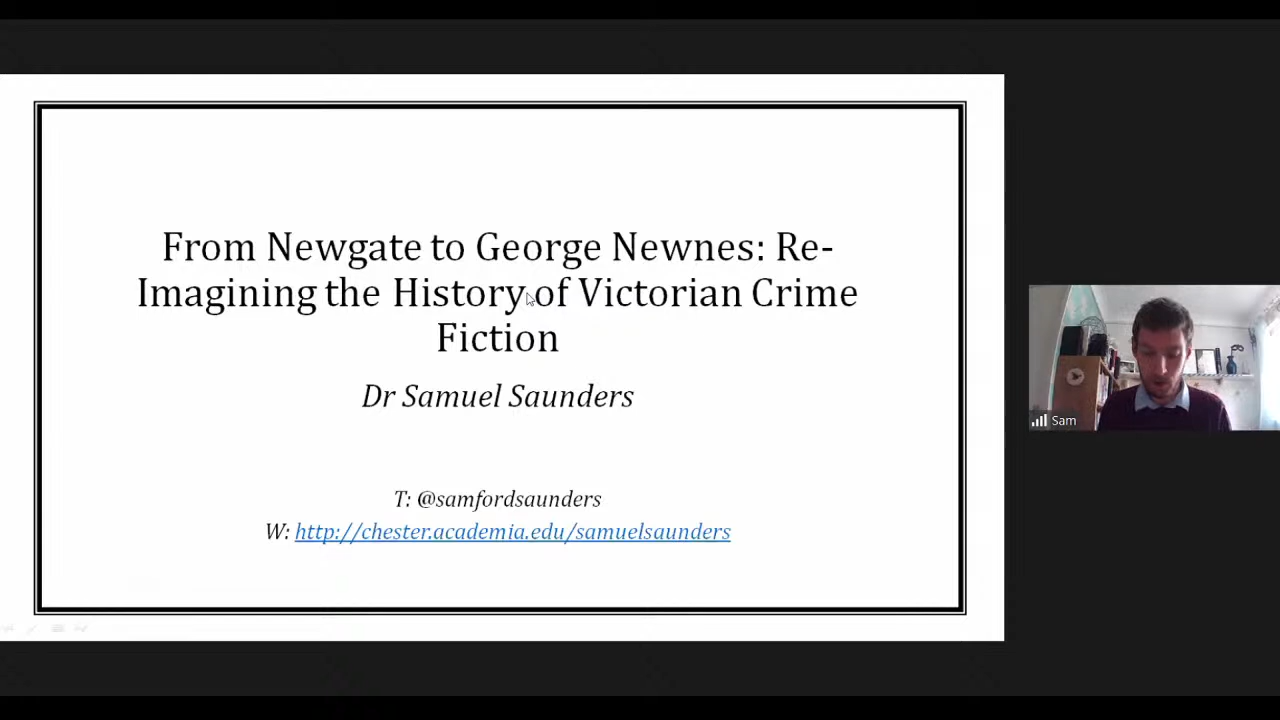 From Newgate to George Newnes: Re-
Imagining the History of Victorian Crime
Fiction
Dr Samuel Saunders
T: @samfordsaunders
W: http://chester.academia.edu/samuelsaunders
Sam